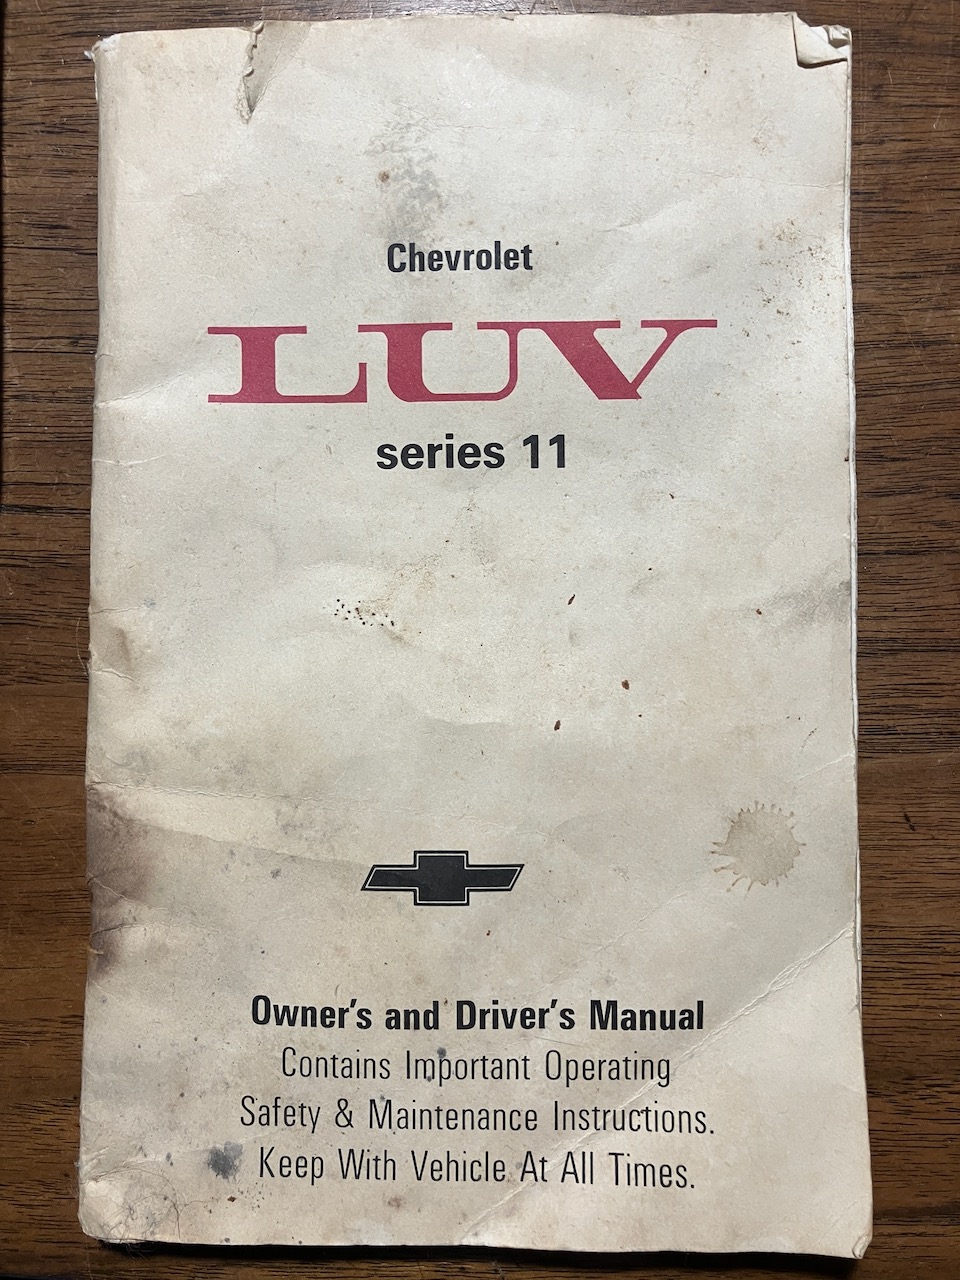 Chevrolet
LUV
series 11
Owner's and Driver's Manual
Contains Important Operating
Safety & Maintenance Instructions.
Keep With Vehicle At All Times.